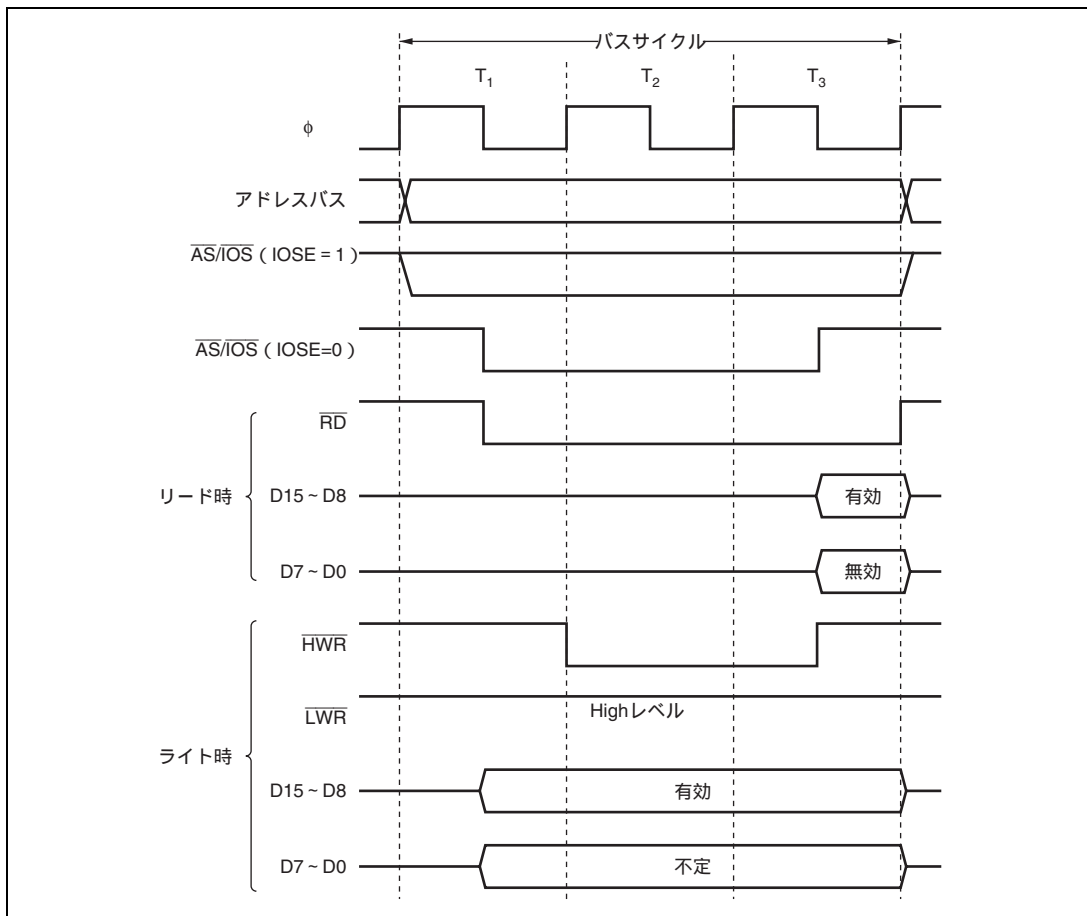 バスサイクル
T1 T2 T3
φ
アドレスバス
AS/IOS(IOSE = 1)
AS/IOS(IOSE=0)
RD
リード時
D15~D8
有効
D7~D0
無効
HWR
LWR
Highレベル
ライト時
D15~D8
有効
D7~D0
不定